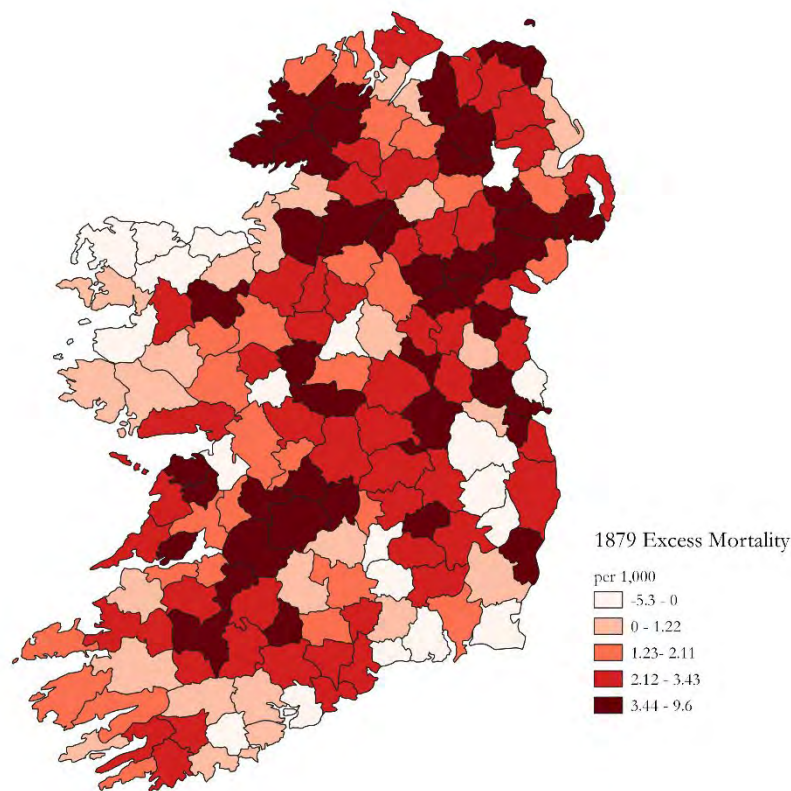 1879 Excess Mortality
per 1,000
-5.3 - 0
0 - 1.22
1.23- 2.11
2.12 - 3.43
3.44 - 9.6